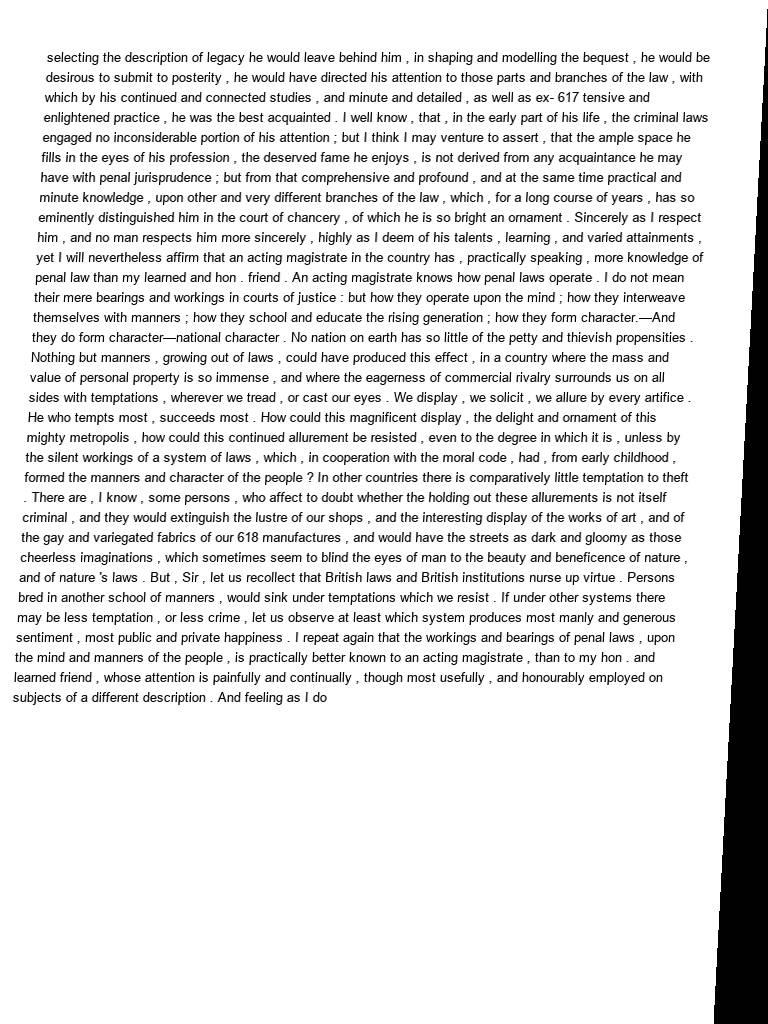 selecting the description of legacy he would leave behind him , in shaping and modelling the bequest , he would be
desirous to submit to posterity , he would have directed his attention to those parts and branches of the law , with
which by his continued and connected studies , and minute and detailed , as well as ex- 617 tensive and
enlightened practice , he was the best acquainted . I well know , that , in the early part of his life , the criminal laws
engaged no inconsiderable portion of his attention ; but I think I may venture to assert , that the ample space he
fills in the eyes of his profession , the deserved fame he enjoys , is not derived from any acquaintance he may
have with penal jurisprudence ; but from that comprehensive and profound , and at the same time practical and
minute knowledge , upon other and very different branches of the law , which , for a long course of years , has so
eminently distinguished him in the court of chancery , of which he is so bright an ornament . Sincerely as I respect
him , and no man respects him more sincerely , highly as I deem of his talents , learning , and varied attainments ,
yet I will nevertheless affirm that an acting magistrate in the country has , practically speaking , more knowledge of
penal law than my learned and hon . friend . An acting magistrate knows how penal laws operate . I do not mean
their mere bearings and workings in courts of justice : but how they operate upon the mind ; how they interweave
themselves with manners ; how they school and educate the rising generation ; how they form character.—And
they do form character—national character . No nation on earth has so little of the petty and thievish propensities .
Nothing but manners , growing out of laws , could have produced this effect , in a country where the mass and
value of personal property is so immense , and where the eagerness of commercial rivalry surrounds us on all
sides with temptations , wherever we tread , or cast our eyes . We display , we solicit , we allure by every artifice .
He who tempts most , succeeds most . How could this magnificent display , the delight and ornament of this
mighty metropolis , how could this continued allurement be resisted , even to the degree in which it is , unless by
the silent workings of a system of laws , which , in cooperation with the moral code , had , from early childhood ,
formed the manners and character of the people ? In other countries there is comparatively little temptation to theft
. There are , I know , some persons , who affect to doubt whether the holding out these allurements is not itself
criminal , and they would extinguish the lustre of our shops , and the interesting display of the works of art , and of
the gay and variegated fabrics of our 618 manufactures , and would have the streets as dark and gloomy as those
cheerless imaginations , which sometimes seem to blind the eyes of man to the beauty and beneficence of nature ,
and of nature 's laws . But , Sir , let us recollect that British laws and British institutions nurse up virtue . Persons
bred in another school of manners , would sink under temptations which we resist . If under other systems there
may be less temptation , or less crime , let us observe at least which system produces most manly and generous
sentiment , most public and private happiness . I repeat again that the workings and bearings of penal laws , upon
the mind and manners of the people , is practically better known to an acting magistrate , than to my hon . and
learned friend , whose attention is painfully and continually , though most usefully , and honourably employed on
subjects of a different description . And feeling as I do